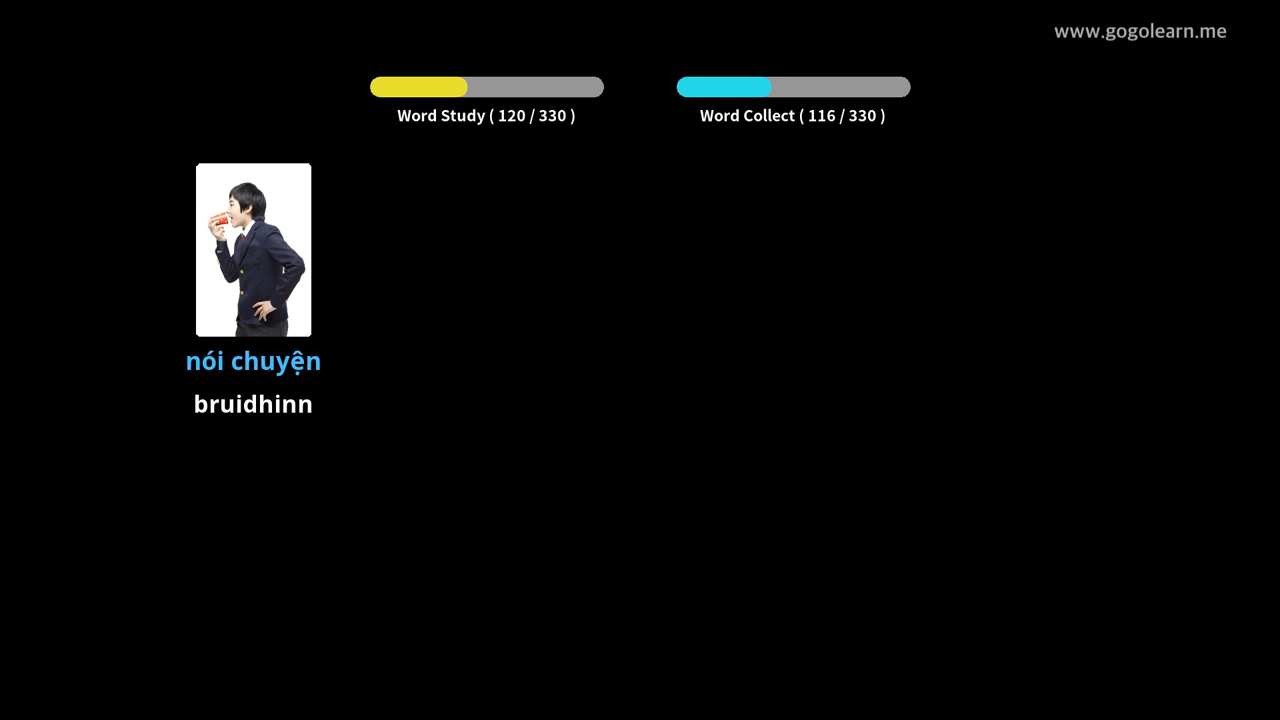 www.gogolearn.me
Word Study ( 120 / 330 )
Word Collect ( 116 / 330 )
nói chuyện
bruidhinn